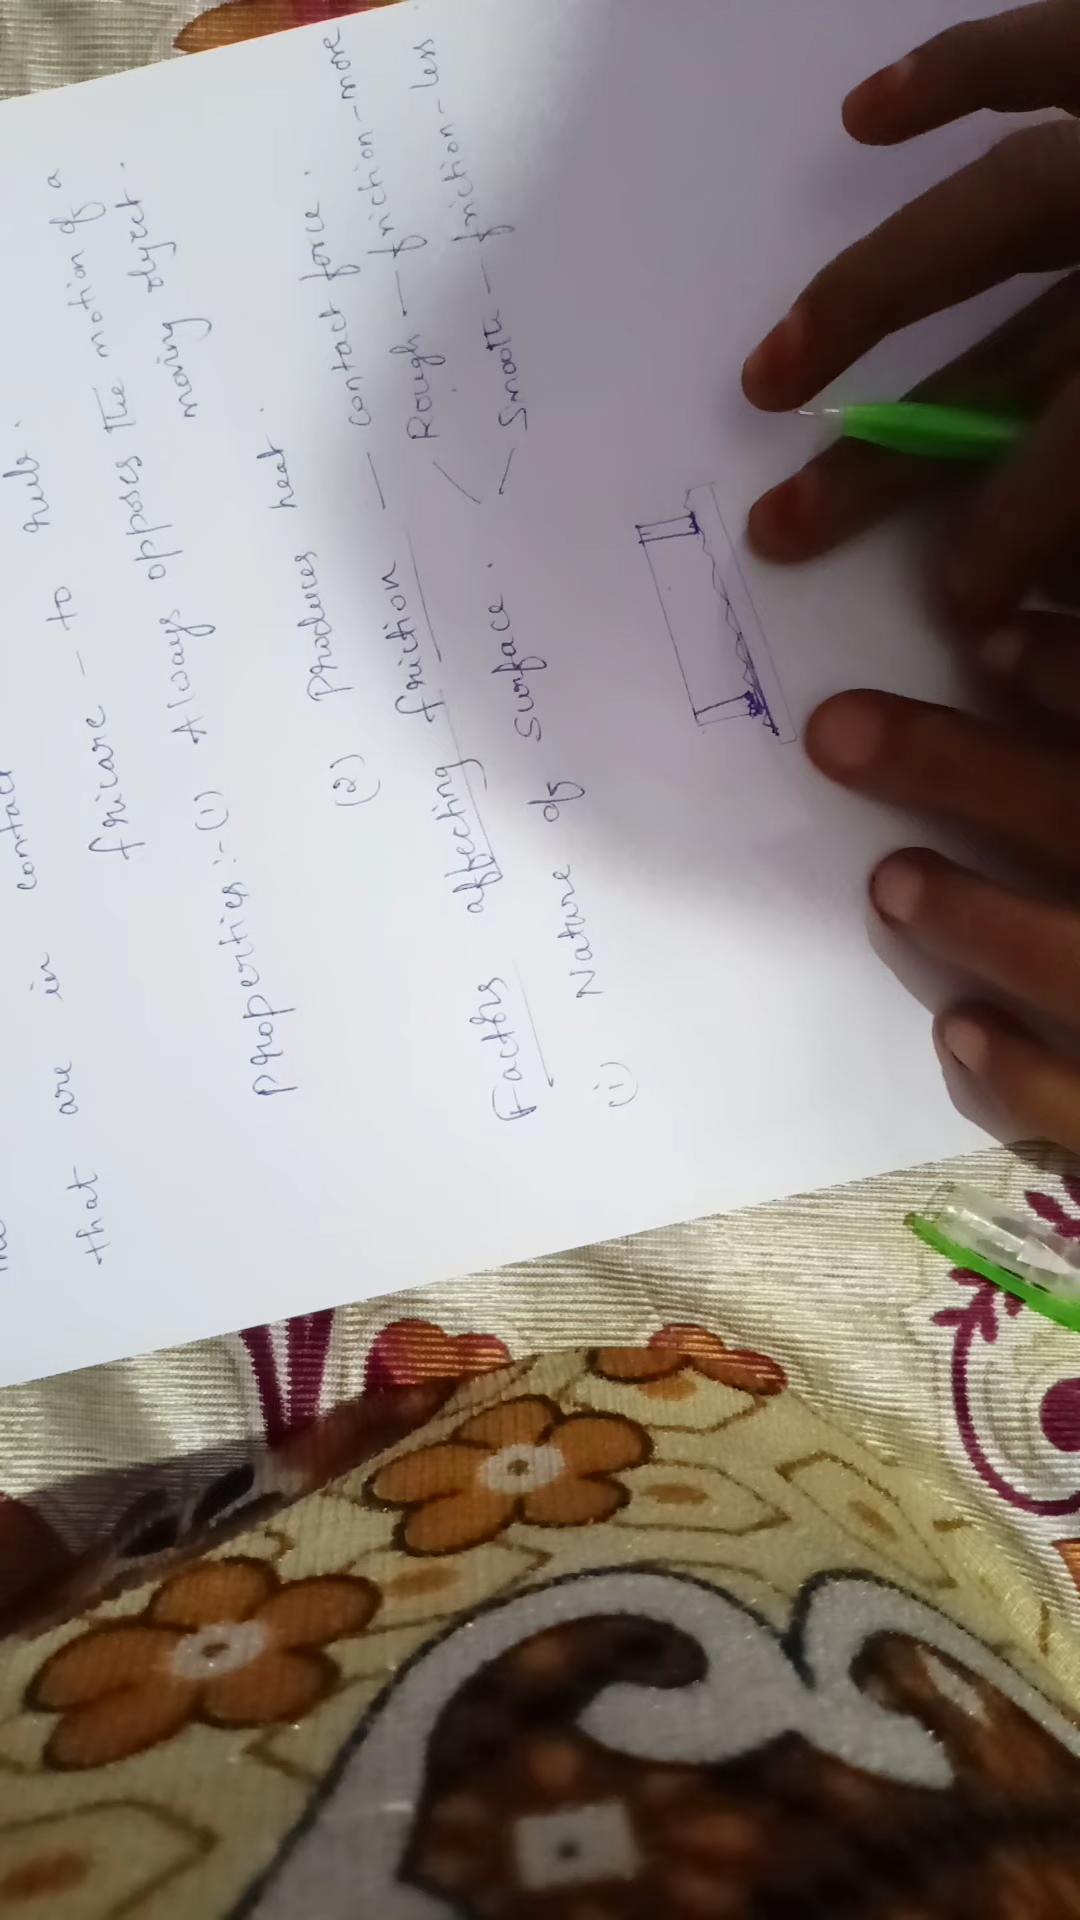 that are in contact
fricare - to rub.
Properties:- (1) Always opposes the motion of a
moving object.
(2) Produces heat.
Factors affecting friction - contact force.
(i) Nature of surface. Rough - friction - more
Smooth - friction - less